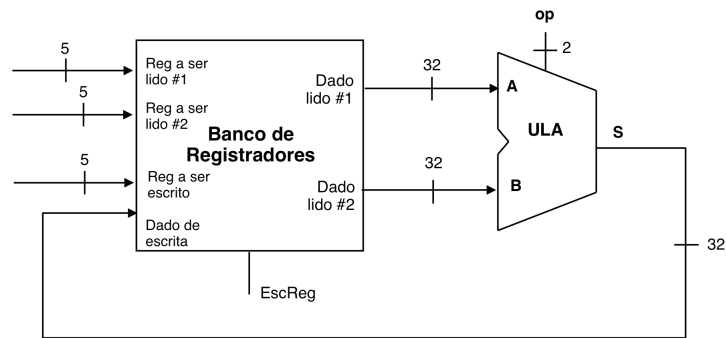 op
5
32
2
Reg a ser
lido #1
Dado
lido #1
A
5
Reg a ser
lido #2
Banco de
Registradores
ULA
S
5
32
Reg a ser
escrito
Dado
lido #2
B
Dado de
escrita
32
EscReg